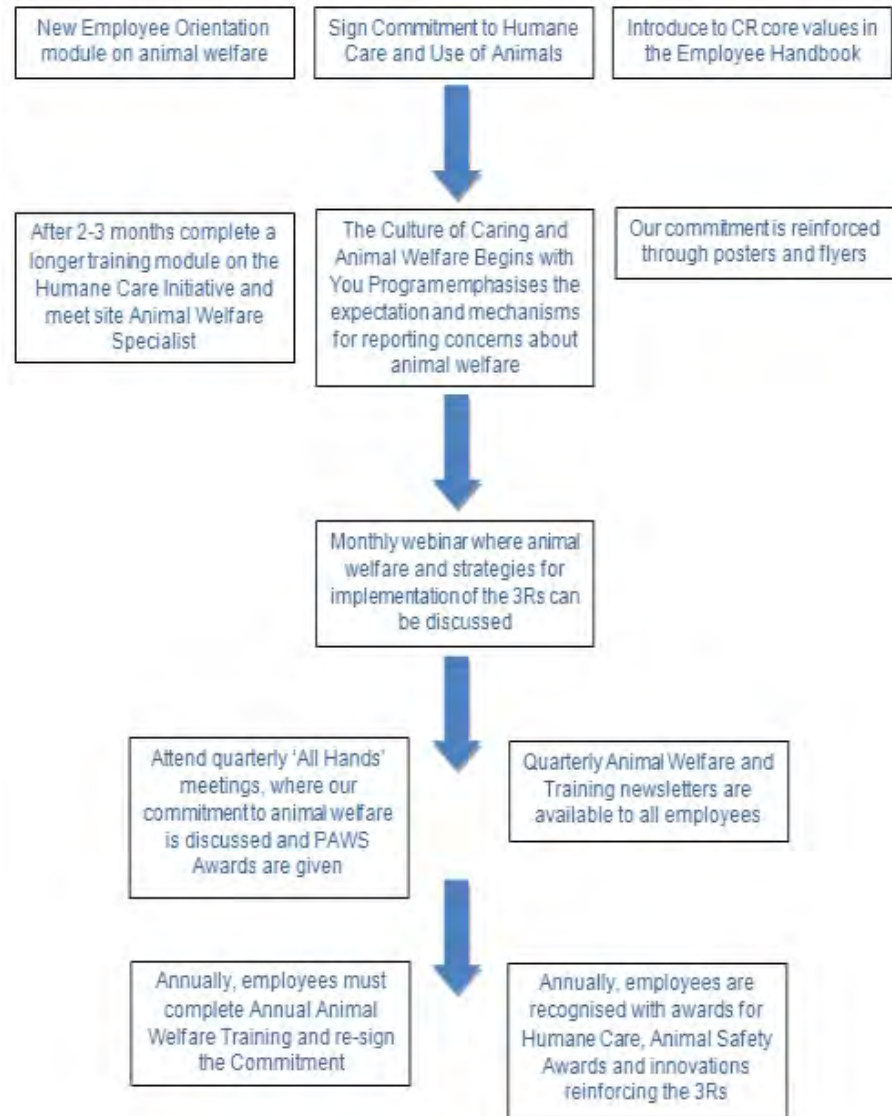 New Employee Orientation
module on animal welfare
Sign Commitment to Humane
Care and Use of Animals
Introduce to CR core values in
the Employee Handbook
After 2-3 months complete a
longer training module on the
Humane Care Initiative and
meet site Animal Welfare
Specialist
The Culture of Caring and
Animal Welfare Begins with
You Program emphasises the
expectation and mechanisms
for reporting concerns about
animal welfare
Our commitment is reinforced
through posters and flyers
Monthly webinar where animal
welfare and strategies for
implementation of the 3Rs can
be discussed
Attend quarterly ‘All Hands’
meetings, where our
commitment to animal welfare
is discussed and PAWS
Awards are given
Quarterly Animal Welfare and
Training newsletters are
available to all employees
Annually, employees must
complete Annual Animal
Welfare Training and re-sign
the Commitment
Annually, employees are
recognised with awards for
Humane Care, Animal Safety
Awards and innovations
reinforcing the 3Rs